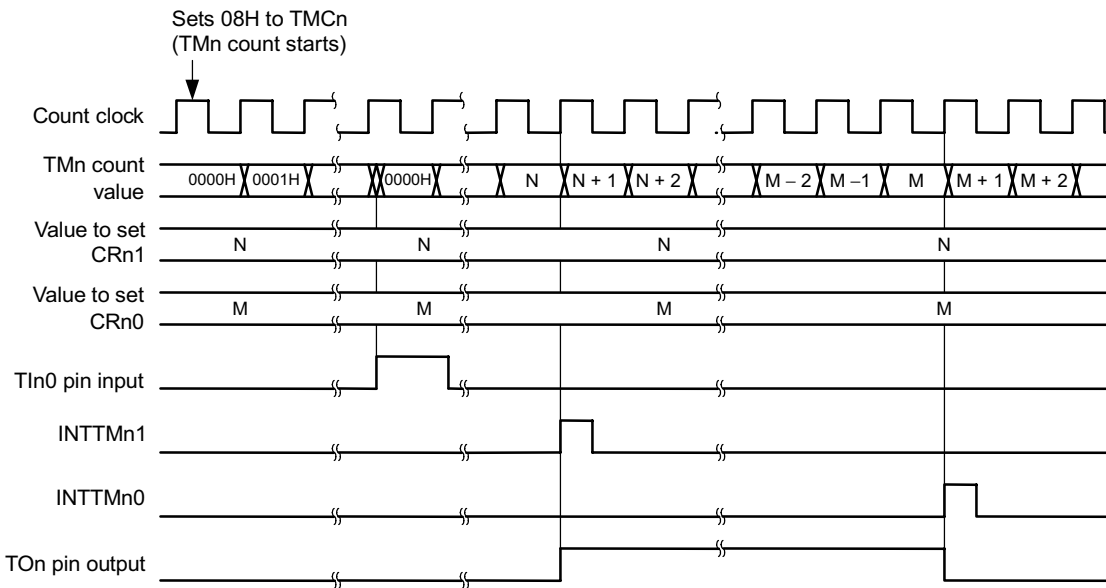 Sets 08H to TMCn
(TMn count starts)
Count clock
TMn count
value
0000H 0001H 0000H N N + 1 N + 2 M – 2 M –1 M M + 1 M + 2
Value to set
CRn1
N N N N
Value to set
CRn0
M M M M
TIn0 pin input
INTTMn1
INTTMn0
TOn pin output